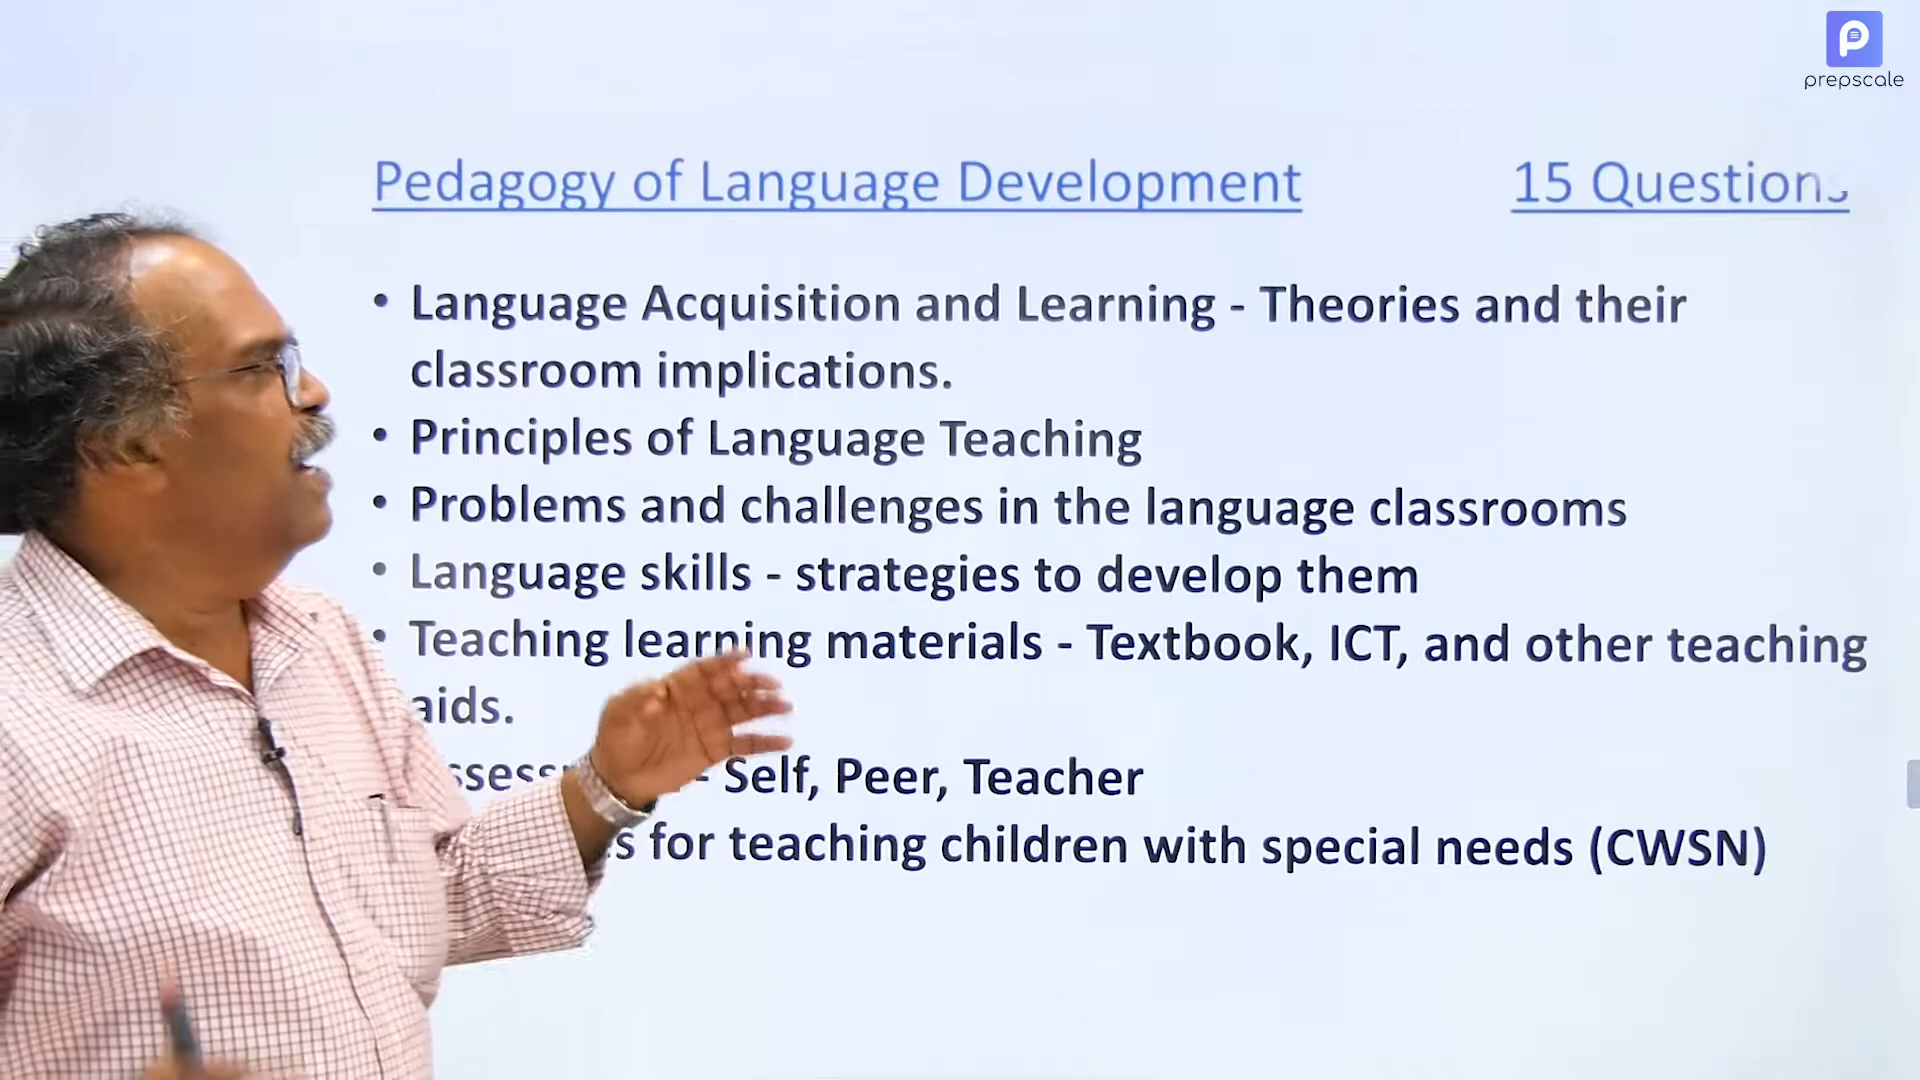 prepscale
Pedagogy of Language Development 15 Questions
• Language Acquisition and Learning - Theories and their
classroom implications.
• Principles of Language Teaching
• Problems and challenges in the language classrooms
• Language skills - strategies to develop them
• Teaching learning materials - Textbook, ICT, and other teaching
aids.
- Self, Peer, Teacher
for teaching children with special needs (CWSN)